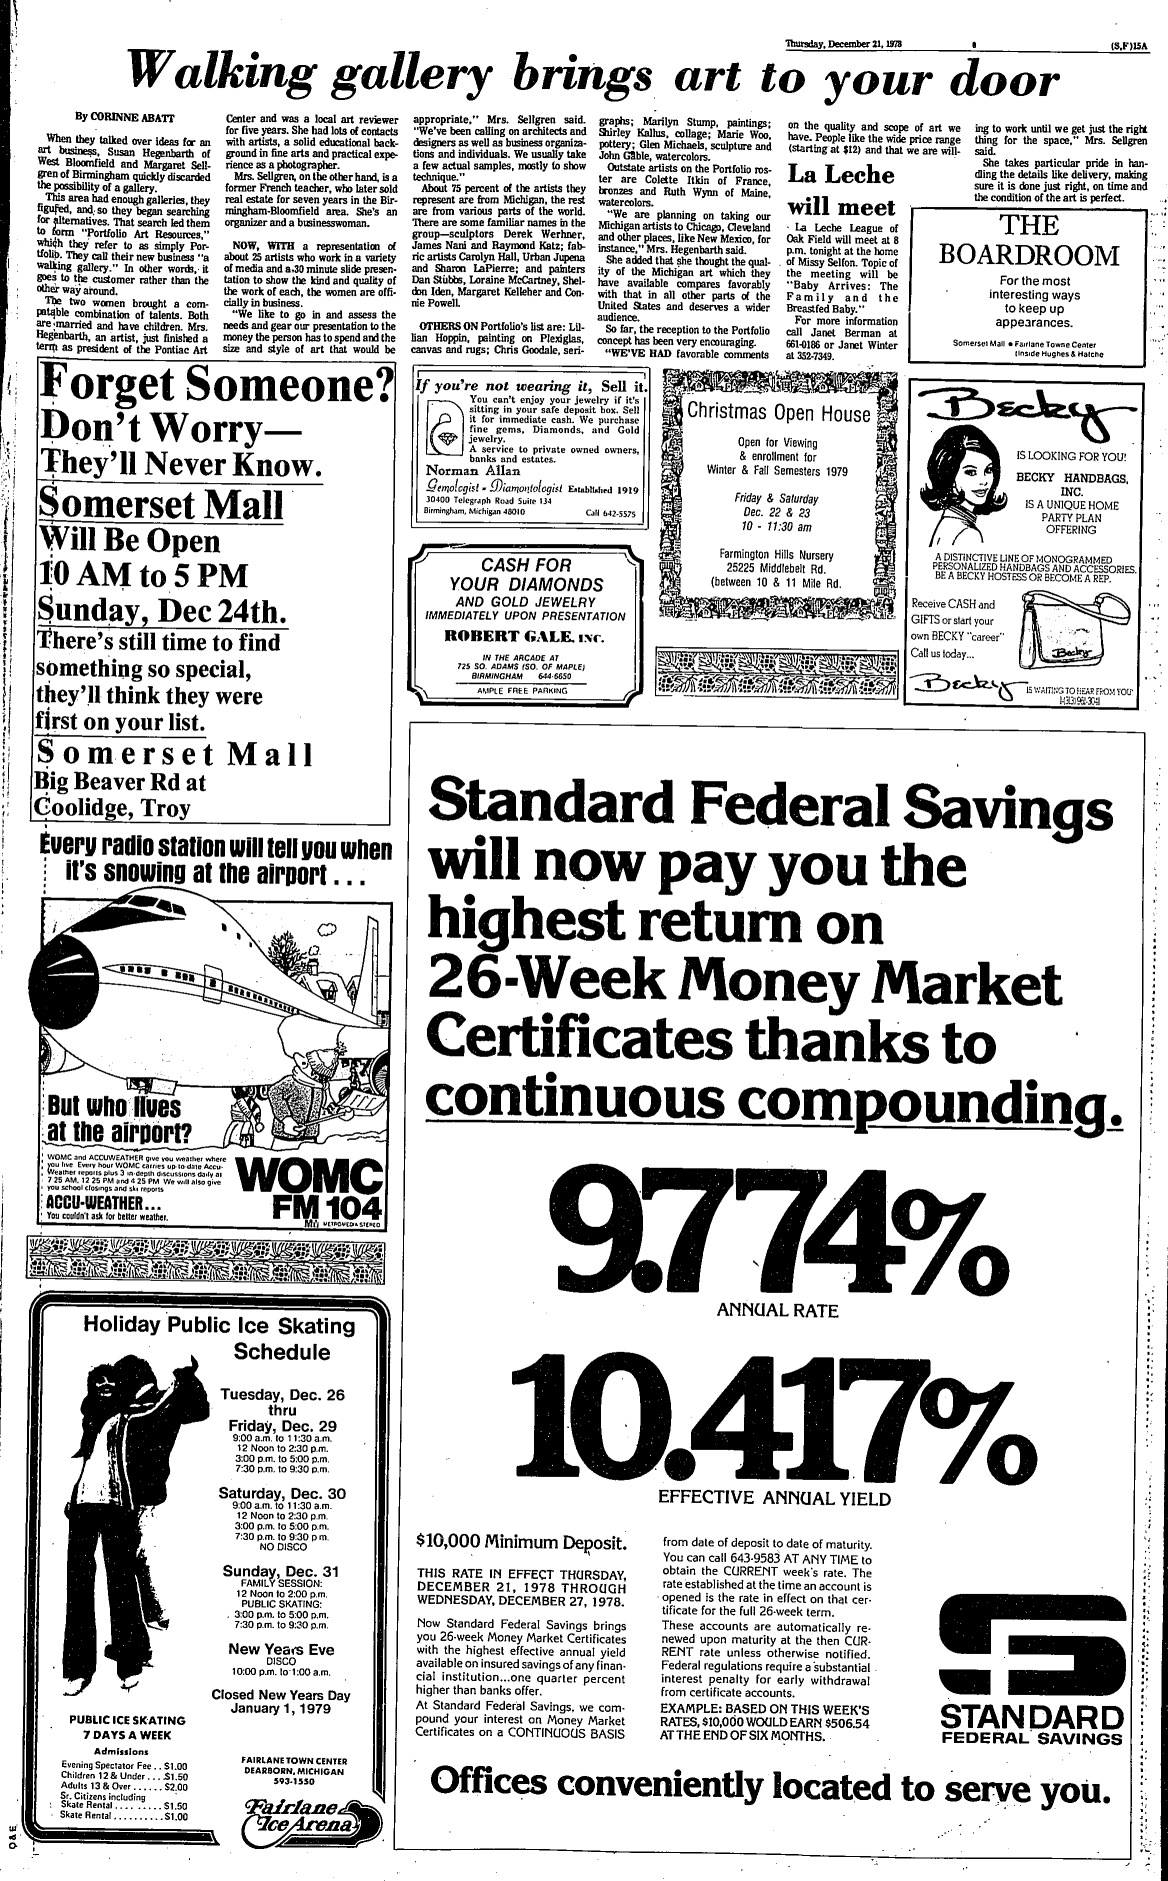 Thursday, December 21, 1978
(S,F)15A
Walking gallery brings art to your door
By CORINNE ABATT
When they talked over ideas for an
art business, Susan Hegenbarth of
West Bloomfield and Margaret Sell-
gren of Birmingham quickly discarded
the possibility of a gallery.
This area had enough galleries, they
figured, and so they began searching
for alternatives. That search led them
to form "Portfolio Art Resources,"
which they refer to as simply Por-
tfolio. They call their new business "a
walking gallery." In other words, it
goes to the customer rather than the
other way around.
The two women brought a com-
patable combination of talents. Both
are married and have children. Mrs.
Hegenbarth, an artist, just finished a
term as president of the Pontiac Art
Center and was a local art reviewer
for five years. She had lots of contacts
with artists, a solid educational back-
ground in fine arts and practical expe-
rience as a photographer.
Mrs. Sellgren, on the other hand, is a
former French teacher, who later sold
real estate for seven years in the Bir-
mingham-Bloomfield area. She's an
organizer and a businesswoman.
NOW, WITH a representation of
about 25 artists who work in a variety
of media and a 30 minute slide presen-
tation to show the kind and quality of
the work of each, the women are offi-
cially in business.
"We like to go in and assess the
needs and gear our presentation to the
money the person has to spend and the
size and style of art that would be
appropriate," Mrs. Sellgren said.
"We've been calling on architects and
designers as well as business organiza-
tions and individuals. We usually take
a few actual samples, mostly to show
technique."
About 75 percent of the artists they
represent are from Michigan, the rest
are from various parts of the world.
There are some familiar names in the
group—sculptors Derek Werhner,
James Nani and Raymond Katz; fab-
ric artists Carolyn Hall, Urban Jupena
and Sharon LaPierre; and painters
Dan Stubbs, Loraine McCartney, Shel-
don Iden, Margaret Kelleher and Con-
nie Powell.
OTHERS ON Portfolio's list are: Lil-
lian Hoppin, painting on Plexiglas,
canvas and rugs; Chris Goodale, seri-
graphs; Marilyn Stump, paintings;
Shirley Kallus, collage; Marie Woo,
pottery; Glen Michaels, sculpture and
John Gable, watercolors.
Outstate artists on the Portfolio ros-
ter are Colette Itkin of France,
bronzes and Ruth Wynn of Maine,
watercolors.
"We are planning on taking our
Michigan artists to Chicago, Cleveland
and other places, like New Mexico, for
instance," Mrs. Hegenbarth said.
She added that she thought the qual-
ity of the Michigan art which they
have available compares favorably
with that in all other parts of the
United States and deserves a wider
audience.
So far, the reception to the Portfolio
concept has been very encouraging.
"WE'VE HAD favorable comments
on the quality and scope of art we
have. People like the wide price range
(starting at $12) and that we are will-
ing to work until we get just the right
thing for the space," Mrs. Sellgren
said.
She takes particular pride in han-
dling the details like delivery, making
sure it is done just right, on time and
the condition of the art is perfect.
La Leche
will meet
La Leche League of
Oak Field will meet at 8
p.m. tonight at the home
of Missy Selfon. Topic of
the meeting will be
"Baby Arrives: The
Family and the
Breastfed Baby."
For more information
call Janet Berman at
661-0186 or Janet Winter
at 352-7349.
THE
BOARDROOM
For the most
interesting ways
to keep up
appearances.
Somerset Mall • Fairlane Towne Center
(Inside Hughes & Hatche
Forget Someone?
Don't Worry—
They'll Never Know.
Somerset Mall
Will Be Open
10 AM to 5 PM
Sunday, Dec 24th.
There's still time to find
something so special,
they'll think they were
first on your list.
Somerset Mall
Big Beaver Rd at
Coolidge, Troy
If you're not wearing it, Sell it.
You can't enjoy your jewelry if it's
sitting in your safe deposit box. Sell
it for immediate cash. We purchase
fine gems, Diamonds, and Gold
jewelry.
A service to private owned owners,
banks and estates.
Norman Allan
Gemologist - Diamontologist Established 1919
30400 Telegraph Road Suite 134
Birmingham, Michigan 48010 Call 642-5575
CASH FOR
YOUR DIAMONDS
AND GOLD JEWELRY
IMMEDIATELY UPON PRESENTATION
ROBERT GALE, INC.
IN THE ARCADE AT
725 SO. ADAMS (SO. OF MAPLE)
BIRMINGHAM 644-6650
AMPLE FREE PARKING
Christmas Open House
Open for Viewing
& enrollment for
Winter & Fall Semesters 1979
Friday & Saturday
Dec. 22 & 23
10 - 11:30 am
Farmington Hills Nursery
25225 Middlebelt Rd.
(between 10 & 11 Mile Rd.
Becky
IS LOOKING FOR YOU!
BECKY HANDBAGS,
INC.
IS A UNIQUE HOME
PARTY PLAN
OFFERING
A DISTINCTIVE LINE OF MONOGRAMMED
PERSONALIZED HANDBAGS AND ACCESSORIES.
BE A BECKY HOSTESS OR BECOME A REP.
Receive CASH and
GIFTS or start your
own BECKY "career"
Call us today...
Becky
Becky
IS WAITING TO HEAR FROM YOU
1-(313) 962-3041
Every radio station will tell you when
it's snowing at the airport . . .
But who lives
at the airport?
WOMC and ACCUWEATHER give you weather where
you live Every hour WOMC carries up-to-date Accu-
Weather reports plus 3 in-depth discussions daily at
7 25 AM, 12 25 PM and 4 25 PM We will also give
you school closings and ski reports
ACCU-WEATHER...
You couldn't ask for better weather.
WOMC
FM 104
METROMEDIA STEREO
Holiday Public Ice Skating
Schedule
Tuesday, Dec. 26
thru
Friday, Dec. 29
9:00 a.m. to 11:30 a.m.
12 Noon to 2:30 p.m.
3:00 p.m. to 5:00 p.m.
7:30 p.m. to 9:30 p.m.
Saturday, Dec. 30
9:00 a.m. to 11:30 a.m.
12 Noon to 2:30 p.m.
3:00 p.m. to 5:00 p.m.
7:30 p.m. to 9:30 p.m.
NO DISCO
Sunday, Dec. 31
FAMILY SESSION:
12 Noon to 2:00 p.m.
PUBLIC SKATING:
3:00 p.m. to 5:00 p.m.
7:30 p.m. to 9:30 p.m.
New Years Eve
DISCO
10:00 p.m. to 1:00 a.m.
Closed New Years Day
January 1, 1979
PUBLIC ICE SKATING
7 DAYS A WEEK
Admissions
Evening Spectator Fee . . $1.00
Children 12 & Under . . . $1.50
Adults 13 & Over . . . . . . $2.00
Sr. Citizens including
Skate Rental . . . . . . . . . $1.50
Skate Rental . . . . . . . . . . $1.00
FAIRLANE TOWN CENTER
DEARBORN, MICHIGAN
593-1550
Fairlane
Ice Arena
O&E
Standard Federal Savings
will now pay you the
highest return on
26-Week Money Market
Certificates thanks to
continuous compounding.
9.774%
ANNUAL RATE
10.417%
EFFECTIVE ANNUAL YIELD
$10,000 Minimum Deposit.
THIS RATE IN EFFECT THURSDAY,
DECEMBER 21, 1978 THROUGH
WEDNESDAY, DECEMBER 27, 1978.
Now Standard Federal Savings brings
you 26-week Money Market Certificates
with the highest effective annual yield
available on insured savings of any finan-
cial institution...one quarter percent
higher than banks offer.
At Standard Federal Savings, we com-
pound your interest on Money Market
Certificates on a CONTINUOUS BASIS
from date of deposit to date of maturity.
You can call 643-9583 AT ANY TIME to
obtain the CURRENT week's rate. The
rate established at the time an account is
opened is the rate in effect on that cer-
tificate for the full 26-week term.
These accounts are automatically re-
newed upon maturity at the then CUR-
RENT rate unless otherwise notified.
Federal regulations require a substantial
interest penalty for early withdrawal
from certificate accounts.
EXAMPLE: BASED ON THIS WEEK'S
RATES, $10,000 WOULD EARN $506.54
AT THE END OF SIX MONTHS.
STANDARD
FEDERAL SAVINGS
Offices conveniently located to serve you.